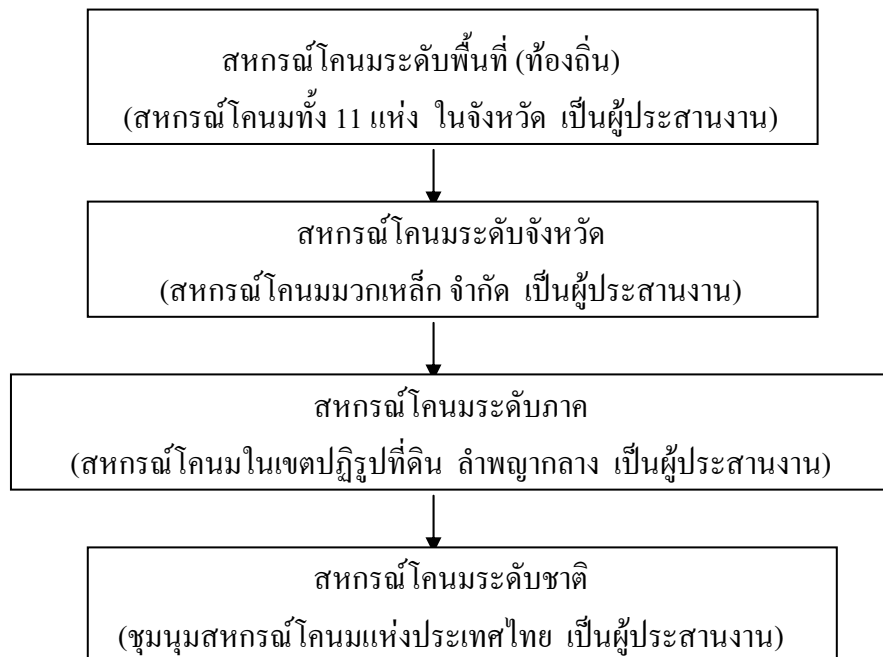 สหกรณ์โคนมระดับพื้นที่ (ท้องถิ่น)
(สหกรณ์โคนมทั้ง 11 แห่ง ในจังหวัด เป็นผู้ประสานงาน)
สหกรณ์โคนมระดับจังหวัด
(สหกรณ์โคนมมวกเหล็ก จำกัด เป็นผู้ประสานงาน)
สหกรณ์โคนมระดับภาค
(สหกรณ์โคนมในเขตปฏิรูปที่ดิน ลำพญากลาง เป็นผู้ประสานงาน)
สหกรณ์โคนมระดับชาติ
(ชุมนุมสหกรณ์โคนมแห่งประเทศไทย เป็นผู้ประสานงาน)